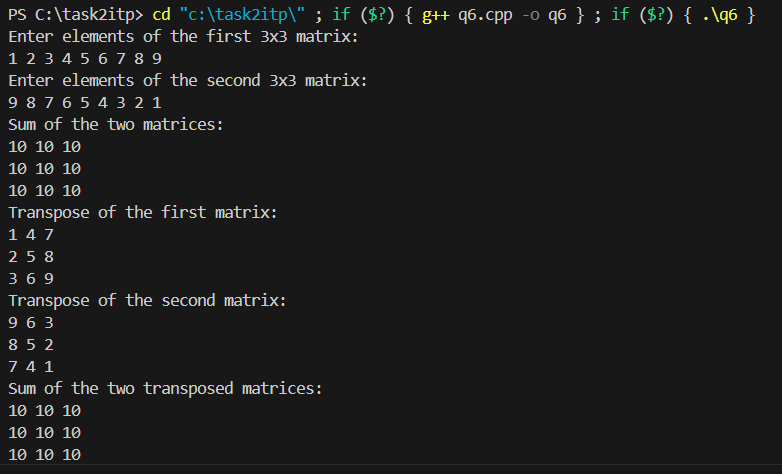 PS C:\task2itp> cd "c:\task2itp\" ; if ($?) { g++ q6.cpp -o q6 } ; if ($?) { .\q6 }
Enter elements of the first 3x3 matrix:
1 2 3 4 5 6 7 8 9
Enter elements of the second 3x3 matrix:
9 8 7 6 5 4 3 2 1
Sum of the two matrices:
10 10 10
10 10 10
10 10 10
Transpose of the first matrix:
1 4 7
2 5 8
3 6 9
Transpose of the second matrix:
9 6 3
8 5 2
7 4 1
Sum of the two transposed matrices:
10 10 10
10 10 10
10 10 10